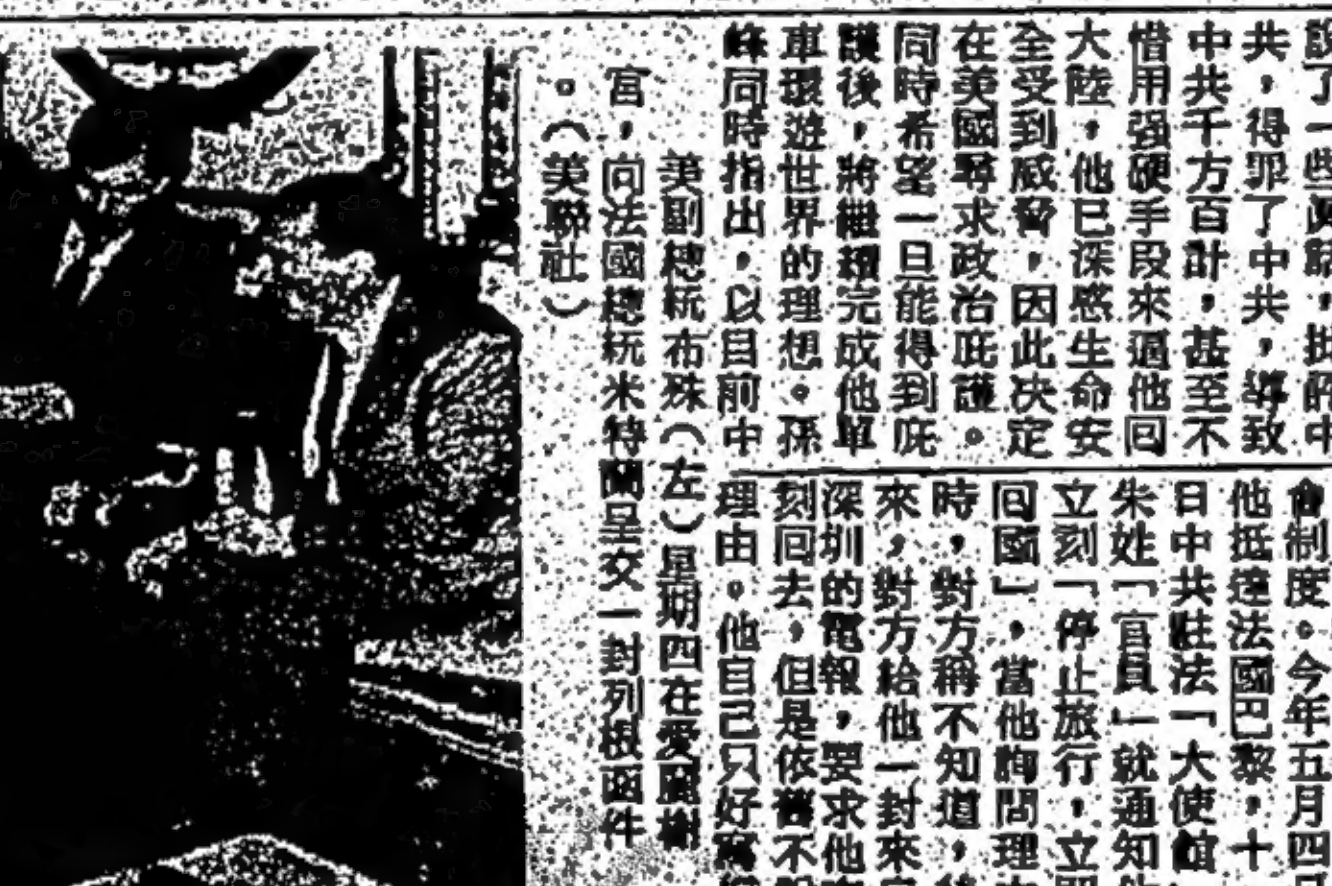 說了一些真話，批評中
共，得罪了中共，導致
中共千方百計，甚至不
惜用强硬手段來逼他回
大陸，他已深感生命安
全受到威脅，因此决定
在美國尋求政治庇護。
同時希望一旦能得到庇
護後，將繼續完成他單
車環遊世界的理想。孫
同時指出，以目前中
會制度。今年五月四
他抵達法國巴黎，十
日中共駐法「大使館
朱姓「官員」就通知
立刻「停止旅行，立
回國」，當他詢問理
時，對方稱不知道，
來，對方給他一封來
深圳的電報，要求他
刻回去，但是依舊不
理由。他自己只好寫
美副總統布殊（左）星期四在愛麗榭
宮，向法國總統米特蘭呈交一封列根函件
。（美聯社）